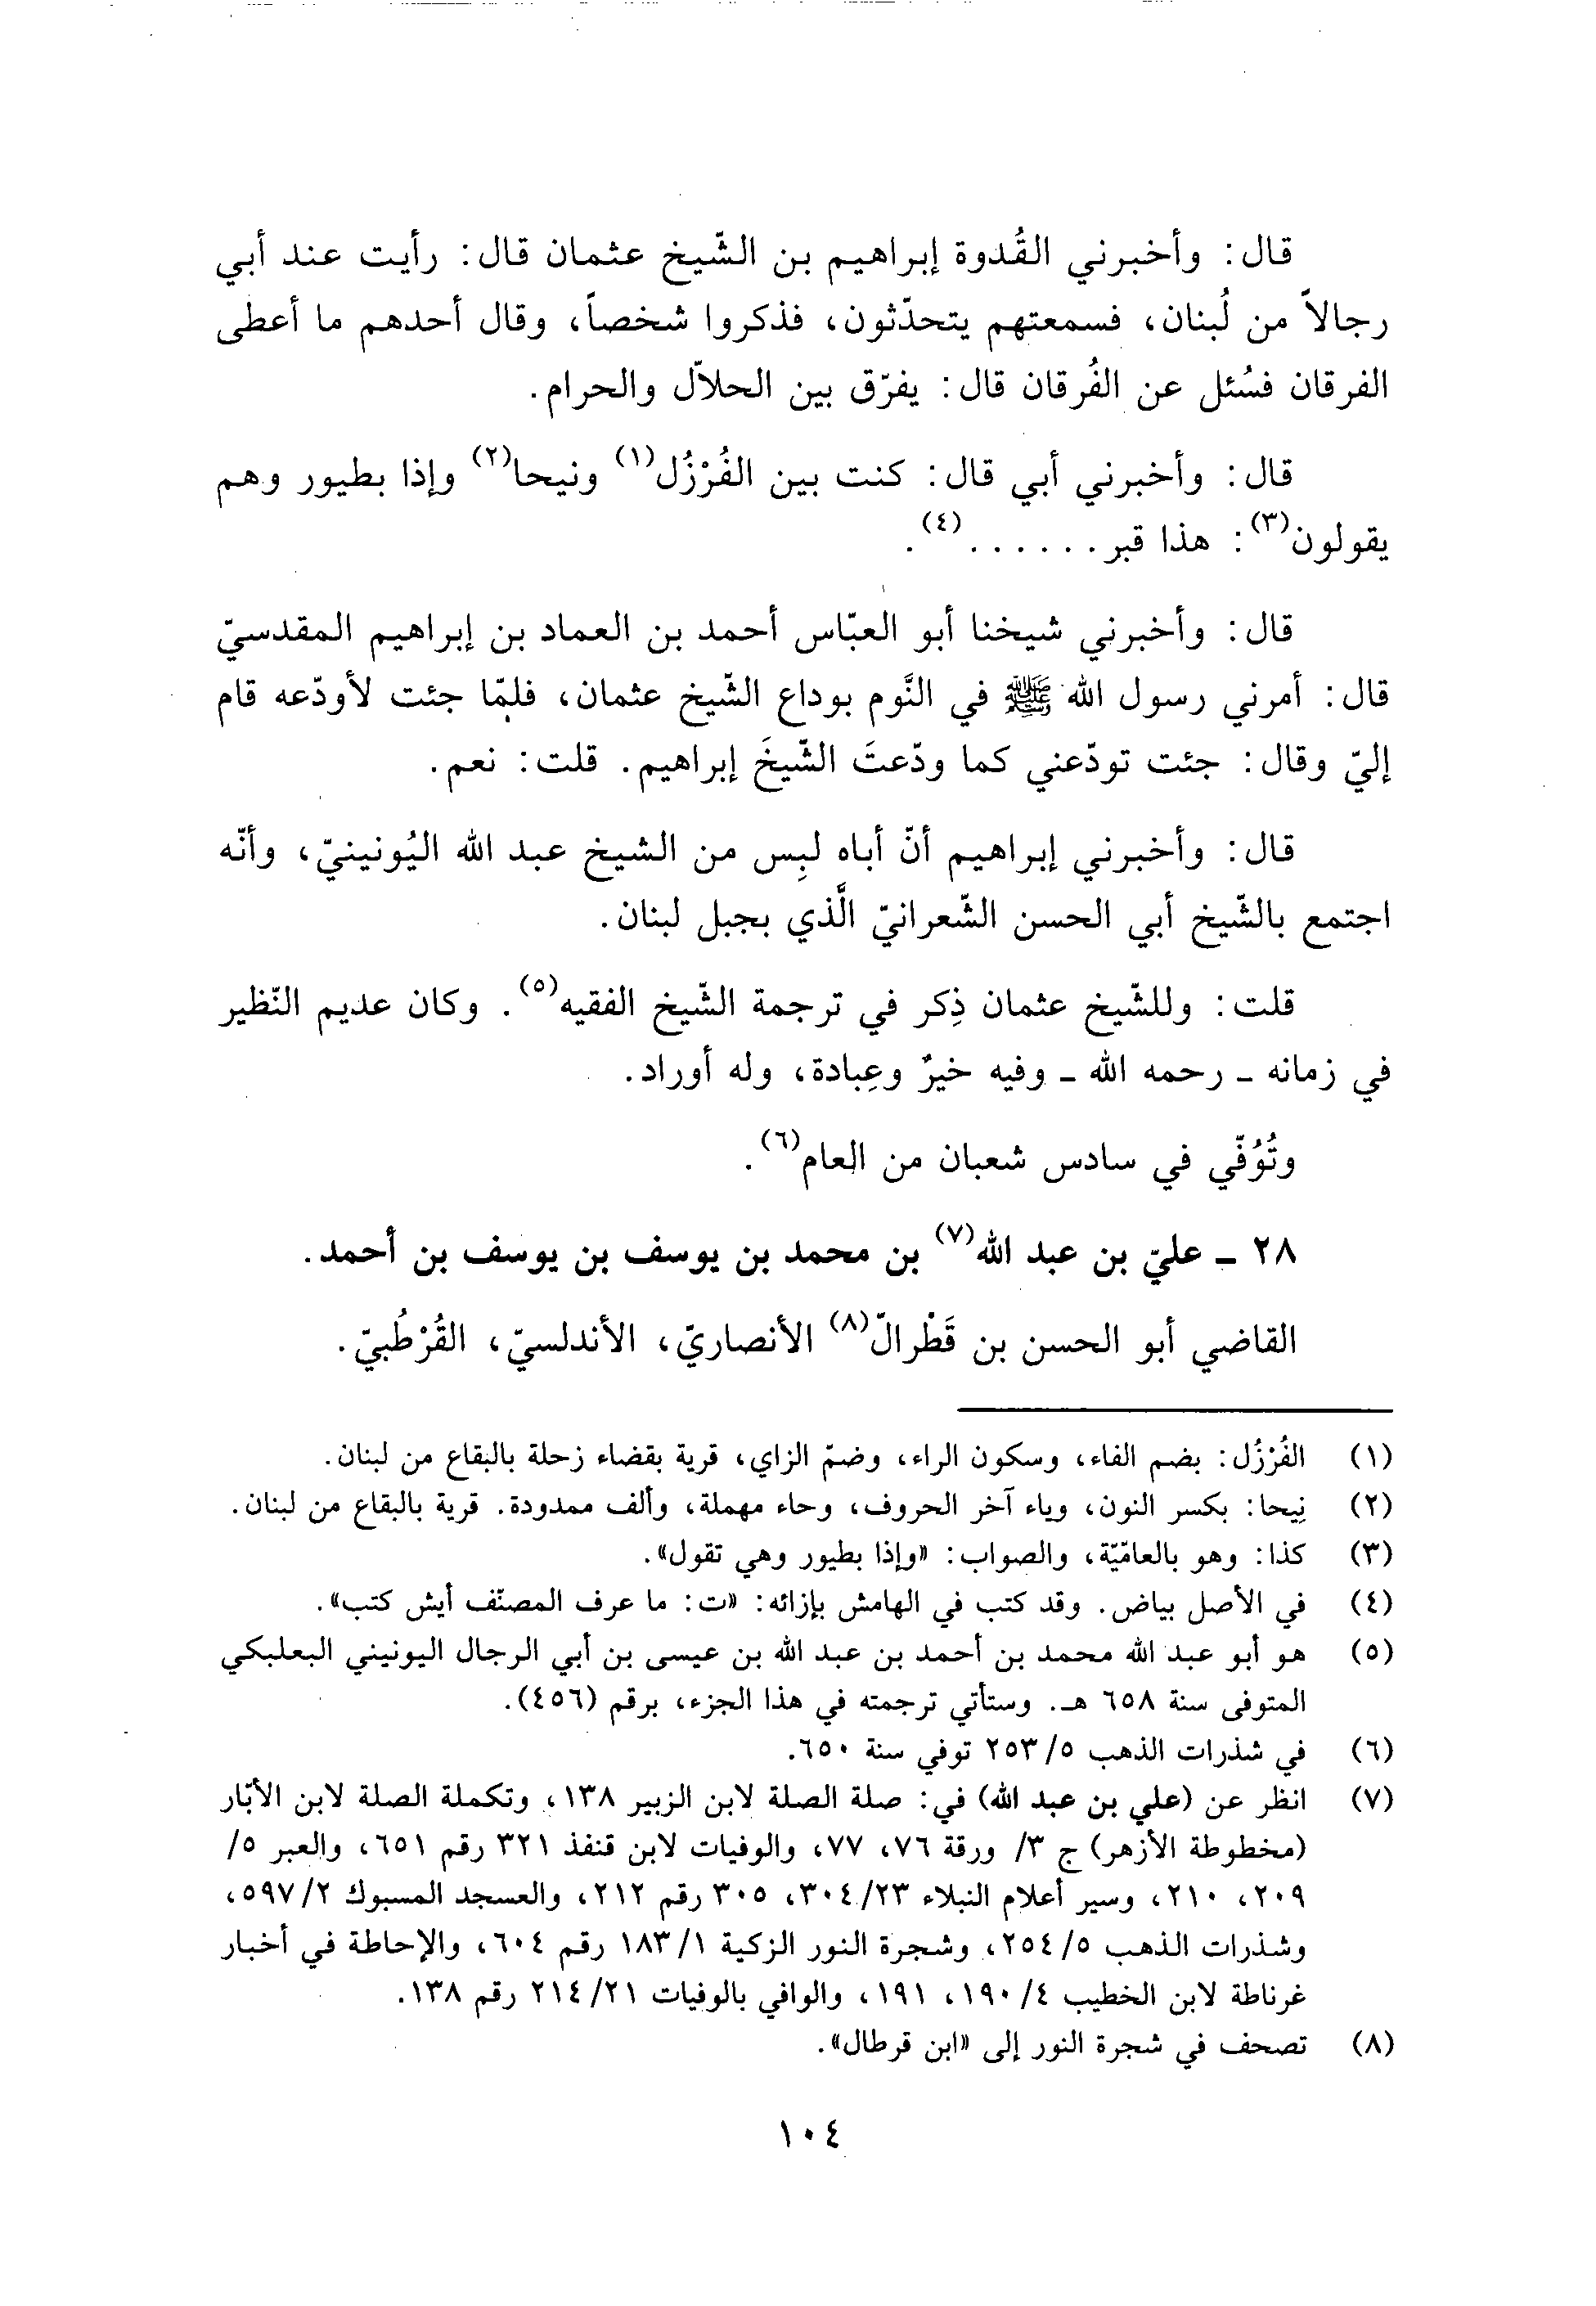 قال: وأخبرني القُدوة إبراهيم بن الشّيخ عثمان قال: رأيت عند أبي
رجالاً من لُبنان، فسمعتهم يتحدّثون، فذكروا شخصاً، وقال أحدهم ما أعطى
الفرقان فسُئل عن الفُرقان قال: يفرّق بين الحلاّل والحرام.
قال: وأخبرني أبي قال: كنت بين الفُرْزُل(١) ونيحا(٢) وإذا بطيور وهم
يقولون(٣): هذا قبر. . . . . . .(٤).
قال: وأخبرني شيخنا أبو العبّاس أحمد بن العماد بن إبراهيم المقدسيّ
قال: أمرني رسول الله ﷺ في النَّوم بوداع الشّيخ عثمان، فلمّا جئت لأودّعه قام
إليّ وقال: جئت تودّعني كما ودّعتَ الشّيخَ إبراهيم. قلت: نعم.
قال: وأخبرني إبراهيم أنّ أباه لبِس من الشيخ عبد الله اليُونينيّ، وأنّه
اجتمع بالشّيخ أبي الحسن الشّعرانيّ الَّذي بجبل لبنان.
قلت: وللشّيخ عثمان ذِكر في ترجمة الشّيخ الفقيه(٥). وكان عديم النّظير
في زمانه ـ رحمه الله ـ وفيه خيرٌ وعِبادة، وله أوراد.
وتُوُفّي في سادس شعبان من العام(٦).
٢٨ ـ عليّ بن عبد الله(٧) بن محمد بن يوسف بن يوسف بن أحمد.
القاضي أبو الحسن بن قَطْرالّ(٨) الأنصاريّ، الأندلسيّ، القُرْطُبيّ.
(١) الفُرْزُل: بضم الفاء، وسكون الراء، وضمّ الزاي، قرية بقضاء زحلة بالبقاع من لبنان.
(٢) نِيحا: بكسر النون، وياء آخر الحروف، وحاء مهملة، وألف ممدودة. قرية بالبقاع من لبنان.
(٣) كذا: وهو بالعامّيّة، والصواب: «وإذا بطيور وهي تقول».
(٤) في الأصل بياض. وقد كتب في الهامش بإزائه: «ت: ما عرف المصنّف أيش كتب».
(٥) هو أبو عبد الله محمد بن أحمد بن عبد الله بن عيسى بن أبي الرجال اليونيني البعلبكي
المتوفى سنة ٦٥٨ هـ. وستأتي ترجمته في هذا الجزء، برقم (٤٥٦).
(٦) في شذرات الذهب ٢٥٣/٥ توفي سنة ٦٥٠.
(٧) انظر عن (علي بن عبد الله) في: صلة الصلة لابن الزبير ١٣٨، وتكملة الصلة لابن الأبّار
(مخطوطة الأزهر) ج ٣/ ورقة ٧٦، ٧٧، والوفيات لابن قنفذ ٣٢١ رقم ٦٥١، والعبر ٥/
٢٠٩، ٢١٠، وسير أعلام النبلاء ٣٠٤/٢٣، ٣٠٥ رقم ٢١٢، والعسجد المسبوك ٥٩٧/٢،
وشذرات الذهب ٢٥٤/٥، وشجرة النور الزكية ١٨٣/١ رقم ٦٠٤، والإحاطة في أخبار
غرناطة لابن الخطيب ١٩٠/٤، ١٩١، والوافي بالوفيات ٢١٤/٢١ رقم ١٣٨.
(٨) تصحف في شجرة النور إلى «ابن قرطال».
١٠٤